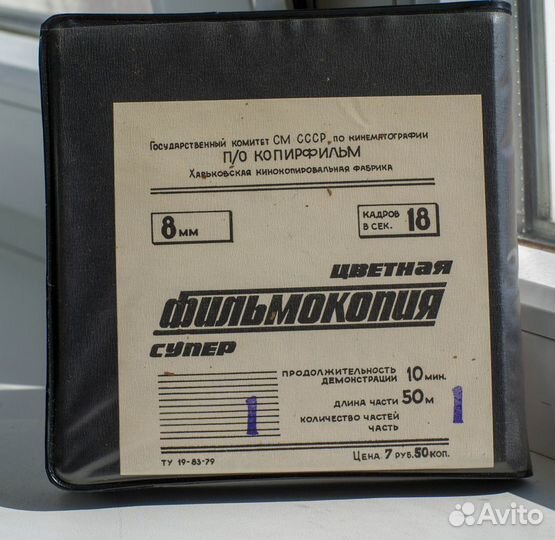 Государственный комитет СМ СССР по кинематографии
П/О КОПИРФИЛЬМ
Харьковская кинокопировальная фабрика
8мм
КАДРОВ В СЕК. 18
ЦВЕТНАЯ
ФИЛЬМОКОПИЯ
СУПЕР
ПРОДОЛЖИТЕЛЬНОСТЬ ДЕМОНСТРАЦИИ 10 мин.
ДЛИНА ЧАСТИ 50 м
КОЛИЧЕСТВО ЧАСТЕЙ
ЧАСТЬ
1
1
ТУ 19-83-79
Цена 7 руб. 50 коп.
Avito